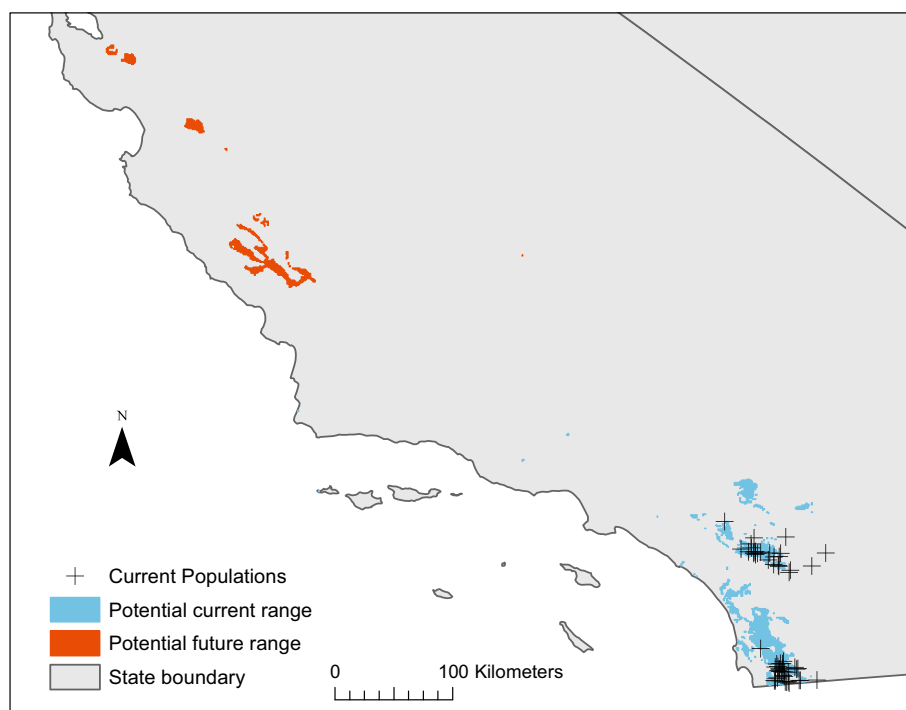 N
Current Populations
Potential current range
Potential future range
State boundary
0 100 Kilometers